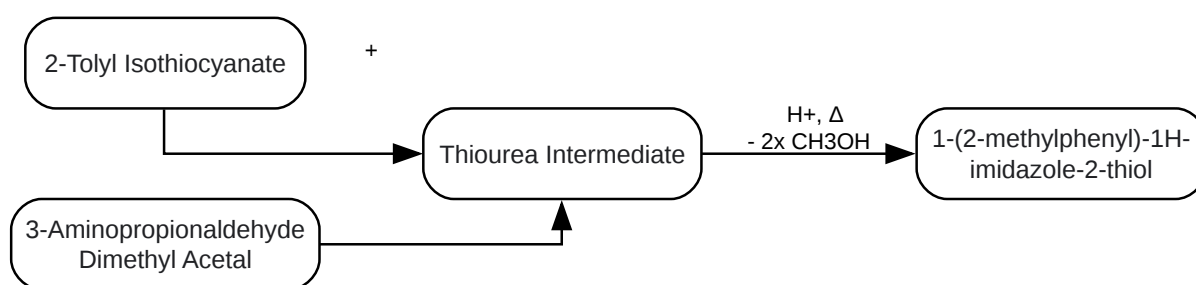 2-Tolyl Isothiocyanate
+
3-Aminopropionaldehyde
Dimethyl Acetal
Thiourea Intermediate
H+, Δ
- 2x CH3OH
1-(2-methylphenyl)-1H-
imidazole-2-thiol